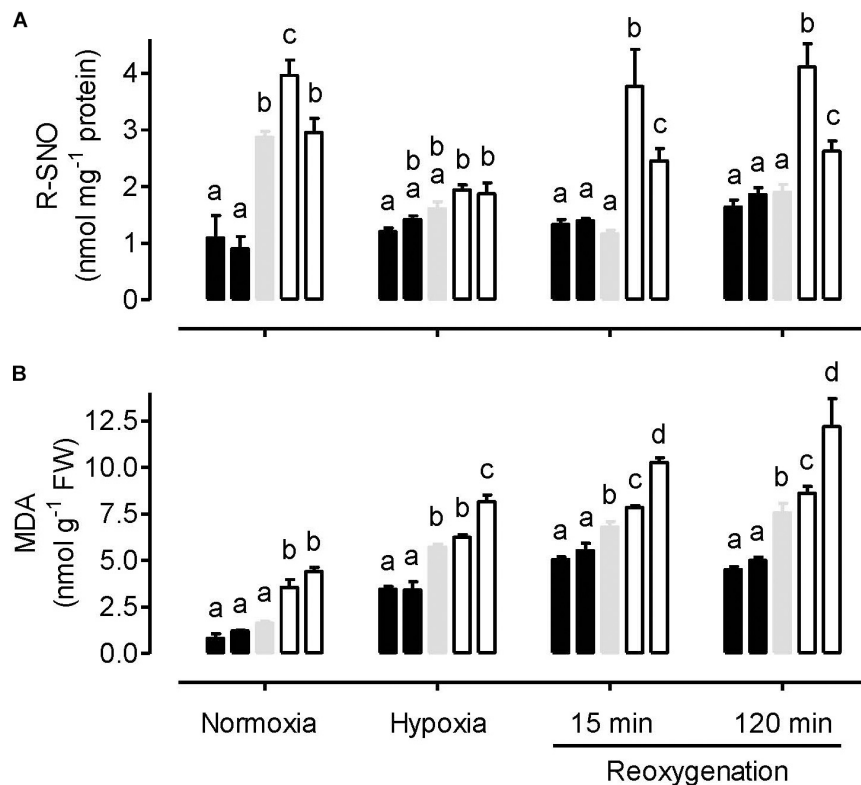 A
R-SNO
(nmol mg⁻¹ protein)
4
3
2
1
0
a
a
b
c
b
a
b
a
b
a
b
b
a
a
a
b
c
a
a
a
b
c
B
MDA
(nmol g⁻¹ FW)
12.5
10.0
7.5
5.0
2.5
0.0
a
a
a
b
b
a
a
b
b
c
a
a
b
c
d
a
a
b
c
d
Normoxia
Hypoxia
15 min
120 min
Reoxygenation